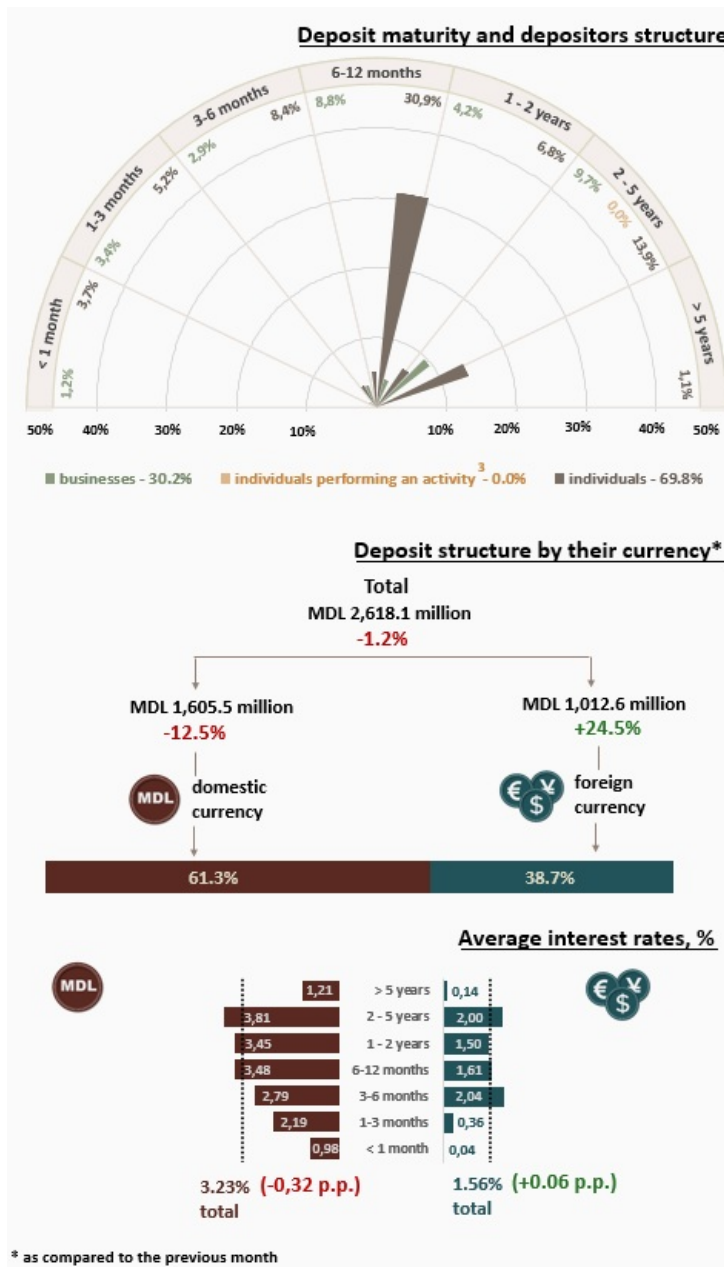 Deposit maturity and depositors structure
6-12 months
3-6 months
1 - 2 years
8,4%
8,8%
30,9%
4,2%
2,9%
6,8%
1-3 months
5,2%
9,7%
2 - 5 years
0,0%
3,4%
13,9%
3,7%
< 1 month
> 5 years
1,2%
1,1%
50% 40% 30% 20% 10% 10% 20% 30% 40% 50%
businesses - 30.2% individuals performing an activity 3 - 0.0% individuals - 69.8%
Deposit structure by their currency*
Total
MDL 2,618.1 million
-1.2%
MDL 1,605.5 million
-12.5%
MDL 1,012.6 million
+24.5%
MDL
domestic
currency
€ ¥ $
foreign
currency
61.3% 38.7%
Average interest rates, %
MDL
€ ¥ $
1,21 > 5 years 0,14
3,81 2 - 5 years 2,00
3,45 1 - 2 years 1,50
3,48 6-12 months 1,61
2,79 3-6 months 2,04
2,19 1-3 months 0,36
0,98 < 1 month 0,04
3.23% (-0,32 p.p.)
total
1.56% (+0.06 p.p.)
total
* as compared to the previous month